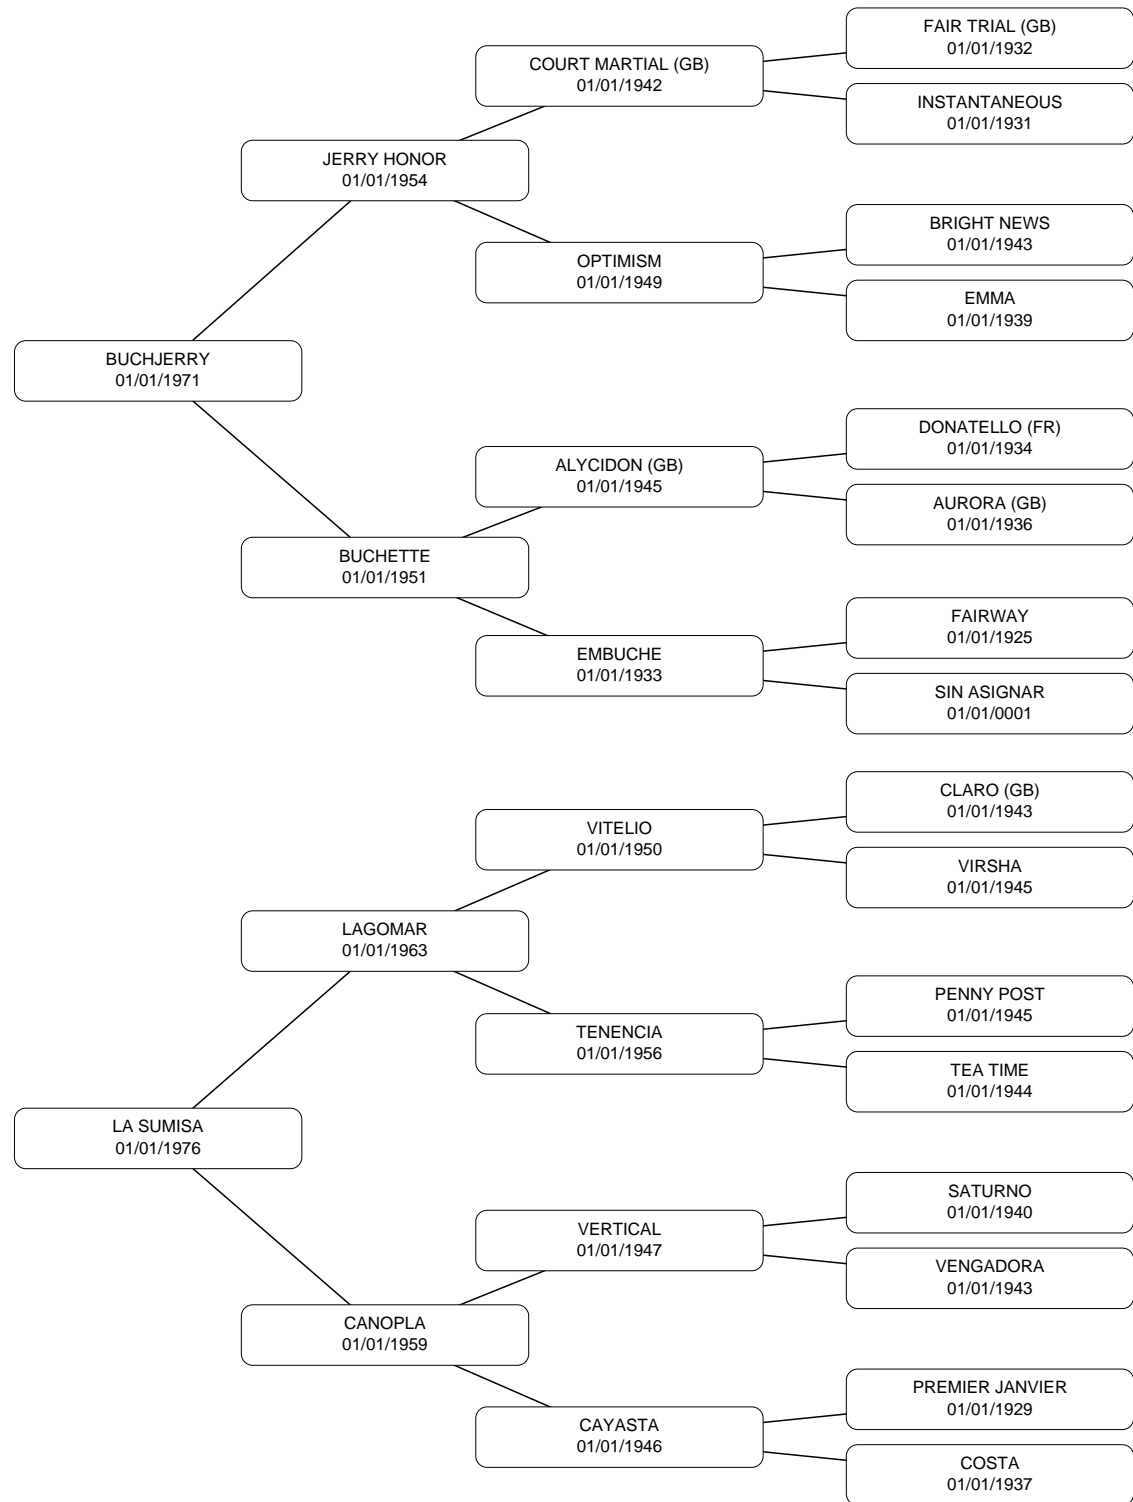 FAIR TRIAL (GB)
01/01/1932
COURT MARTIAL (GB)
01/01/1942
INSTANTANEOUS
01/01/1931
JERRY HONOR
01/01/1954
BRIGHT NEWS
01/01/1943
OPTIMISM
01/01/1949
EMMA
01/01/1939
BUCHJERRY
01/01/1971
DONATELLO (FR)
01/01/1934
ALYCIDON (GB)
01/01/1945
AURORA (GB)
01/01/1936
BUCHETTE
01/01/1951
FAIRWAY
01/01/1925
EMBUCHE
01/01/1933
SIN ASIGNAR
01/01/0001
CLARO (GB)
01/01/1943
VITELIO
01/01/1950
VIRSHA
01/01/1945
LAGOMAR
01/01/1963
PENNY POST
01/01/1945
TENENCIA
01/01/1956
TEA TIME
01/01/1944
LA SUMISA
01/01/1976
SATURNO
01/01/1940
VERTICAL
01/01/1947
VENGADORA
01/01/1943
CANOPLA
01/01/1959
PREMIER JANVIER
01/01/1929
CAYASTA
01/01/1946
COSTA
01/01/1937